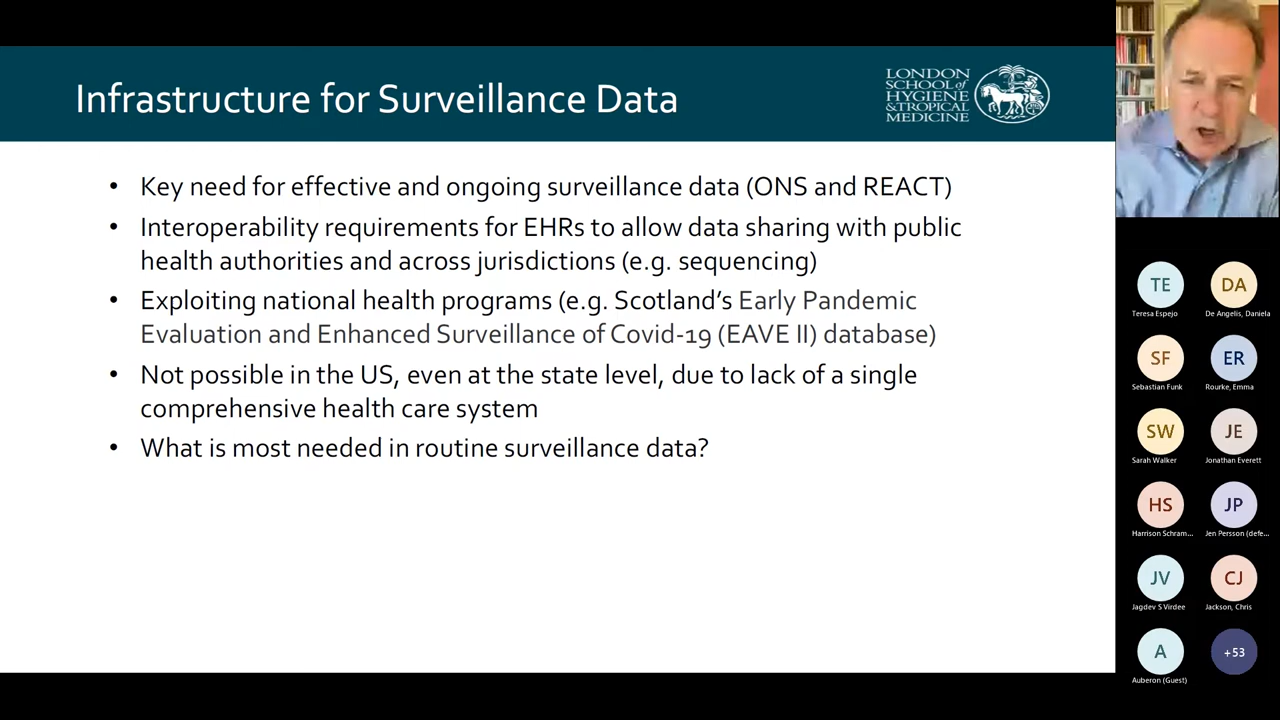 Infrastructure for Surveillance Data
LONDON
SCHOOL of
HYGIENE
& TROPICAL
MEDICINE
• Key need for effective and ongoing surveillance data (ONS and REACT)
• Interoperability requirements for EHRs to allow data sharing with public
health authorities and across jurisdictions (e.g. sequencing)
• Exploiting national health programs (e.g. Scotland’s Early Pandemic
Evaluation and Enhanced Surveillance of Covid-19 (EAVE II) database)
• Not possible in the US, even at the state level, due to lack of a single
comprehensive health care system
• What is most needed in routine surveillance data?
TE DA
Teresa Espejo De Angelis, Daniela
SF ER
Sebastian Funk Rourke, Emma
SW JE
Sarah Walker Jonathan Everett
HS JP
Harrison Schram... Jen Persson (defe...
JV CJ
Jagdev S Virdee Jackson, Chris
A +53
Auberon (Guest)